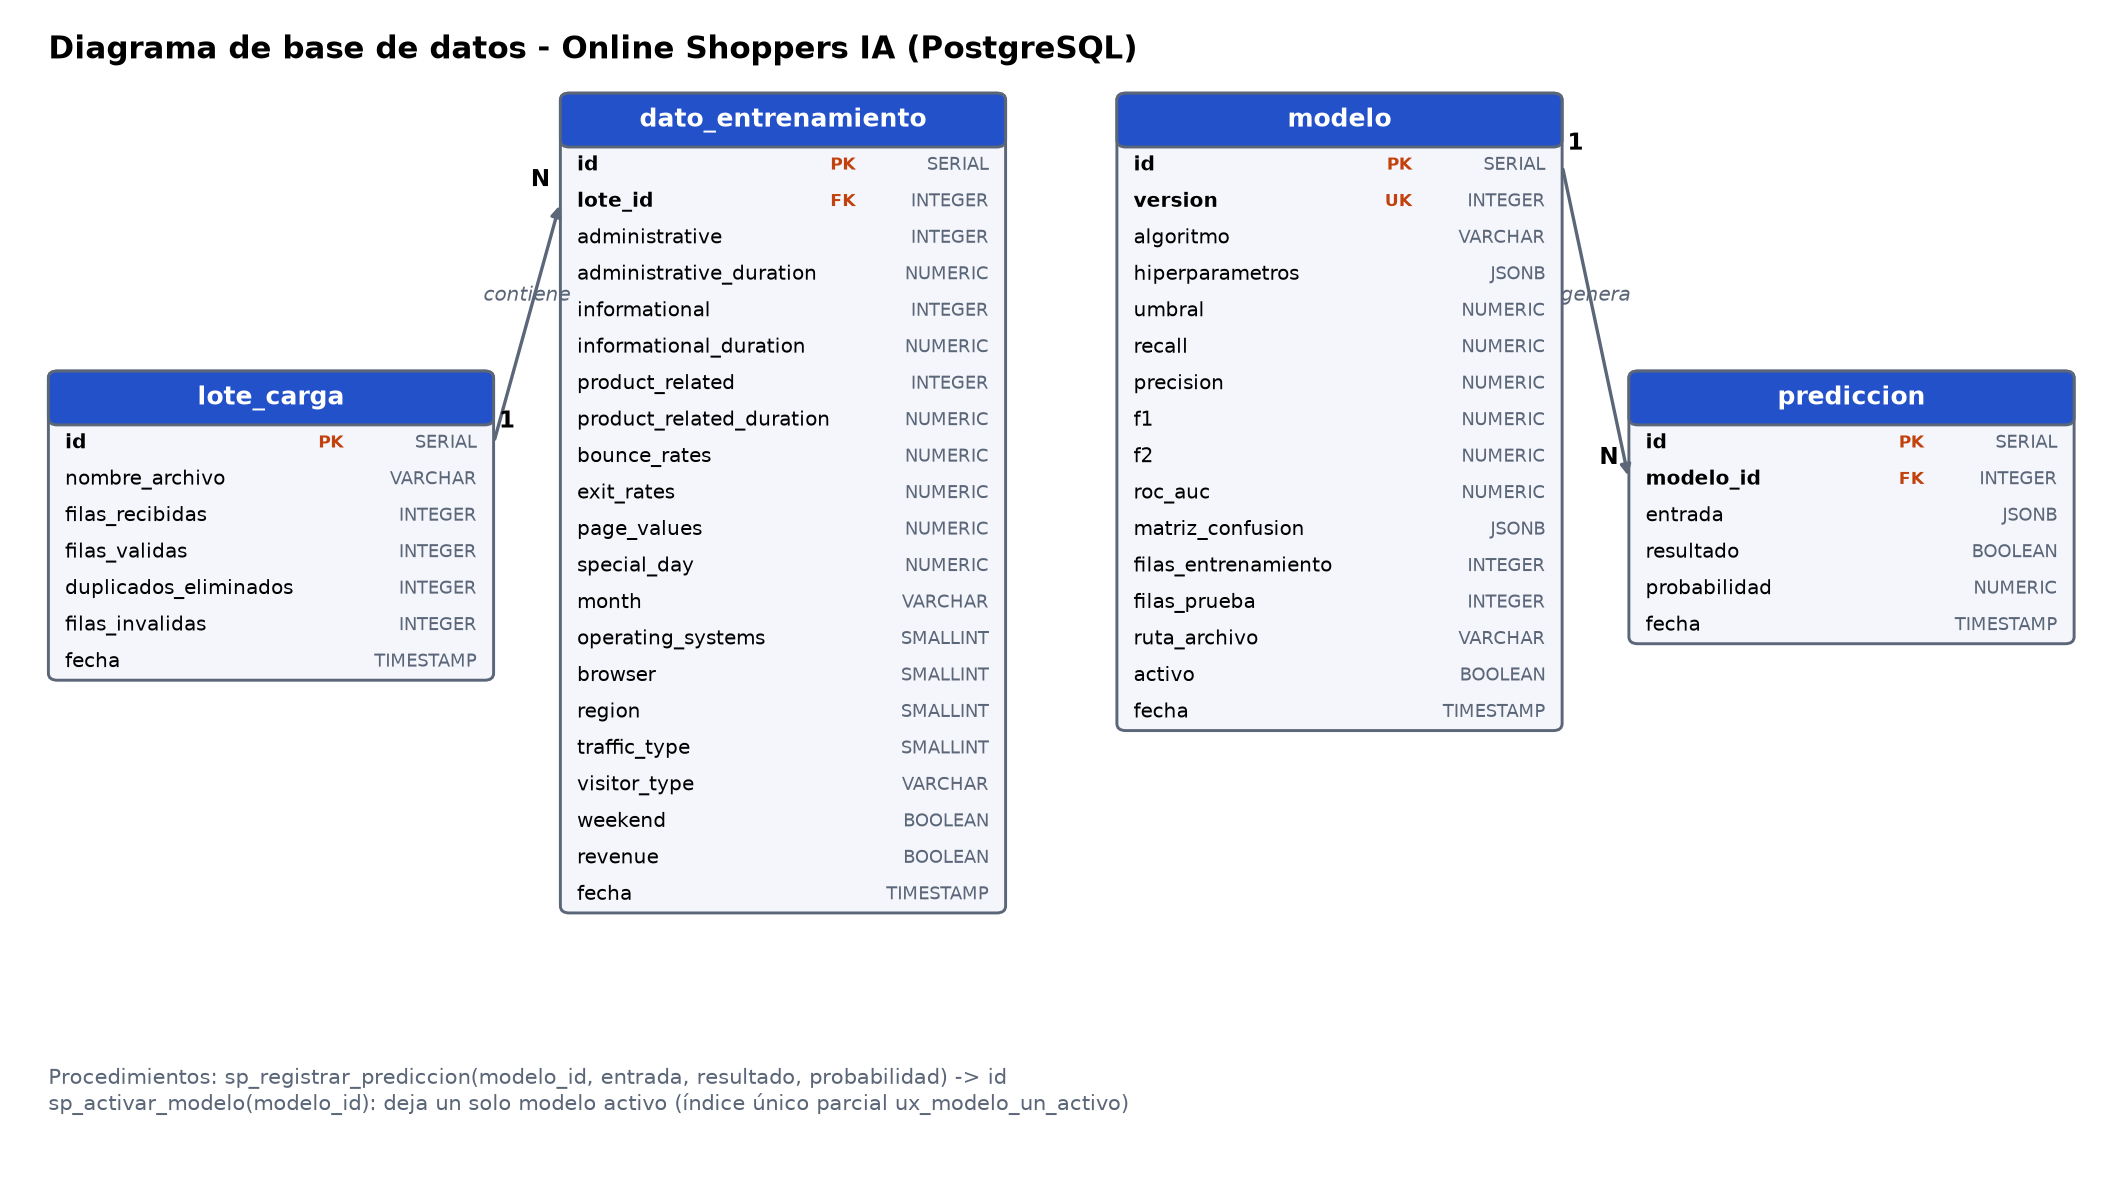 Diagrama de base de datos - Online Shoppers IA (PostgreSQL)
lote_carga
id PK SERIAL
nombre_archivo VARCHAR
filas_recibidas INTEGER
filas_validas INTEGER
duplicados_eliminados INTEGER
filas_invalidas INTEGER
fecha TIMESTAMP
1
contiene
N
dato_entrenamiento
id PK SERIAL
lote_id FK INTEGER
administrative INTEGER
administrative_duration NUMERIC
informational INTEGER
informational_duration NUMERIC
product_related INTEGER
product_related_duration NUMERIC
bounce_rates NUMERIC
exit_rates NUMERIC
page_values NUMERIC
special_day NUMERIC
month VARCHAR
operating_systems SMALLINT
browser SMALLINT
region SMALLINT
traffic_type SMALLINT
visitor_type VARCHAR
weekend BOOLEAN
revenue BOOLEAN
fecha TIMESTAMP
modelo
id PK SERIAL
version UK INTEGER
algoritmo VARCHAR
hiperparametros JSONB
umbral NUMERIC
recall NUMERIC
precision NUMERIC
f1 NUMERIC
f2 NUMERIC
roc_auc NUMERIC
matriz_confusion JSONB
filas_entrenamiento INTEGER
filas_prueba INTEGER
ruta_archivo VARCHAR
activo BOOLEAN
fecha TIMESTAMP
1
genera
N
prediccion
id PK SERIAL
modelo_id FK INTEGER
entrada JSONB
resultado BOOLEAN
probabilidad NUMERIC
fecha TIMESTAMP
Procedimientos: sp_registrar_prediccion(modelo_id, entrada, resultado, probabilidad) -> id
sp_activar_modelo(modelo_id): deja un solo modelo activo (índice único parcial ux_modelo_un_activo)